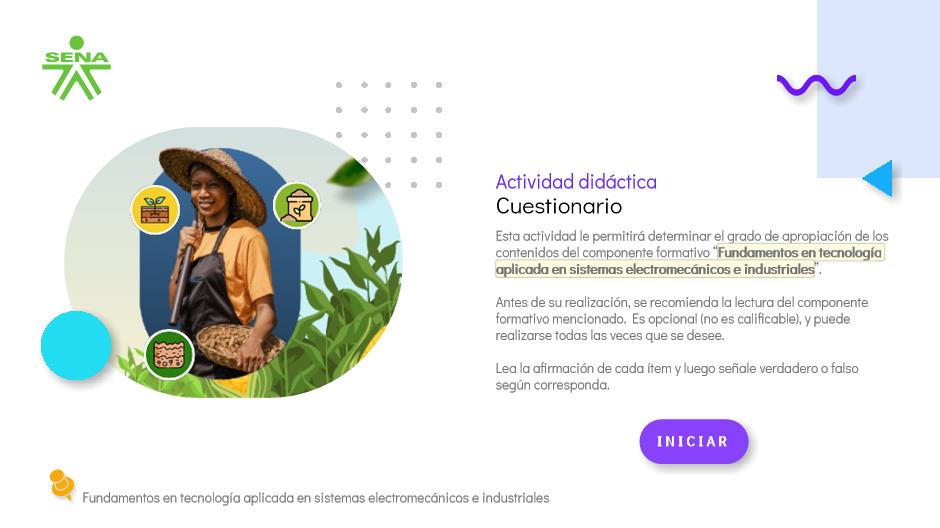 SENA
Actividad didáctica
Cuestionario
Esta actividad le permitirá determinar el grado de apropiación de los
contenidos del componente formativo “Fundamentos en tecnología
aplicada en sistemas electromecánicos e industriales”.
Antes de su realización, se recomienda la lectura del componente
formativo mencionado. Es opcional (no es calificable), y puede
realizarse todas las veces que se desee.
Lea la afirmación de cada ítem y luego señale verdadero o falso
según corresponda.
INICIAR
Fundamentos en tecnología aplicada en sistemas electromecánicos e industriales